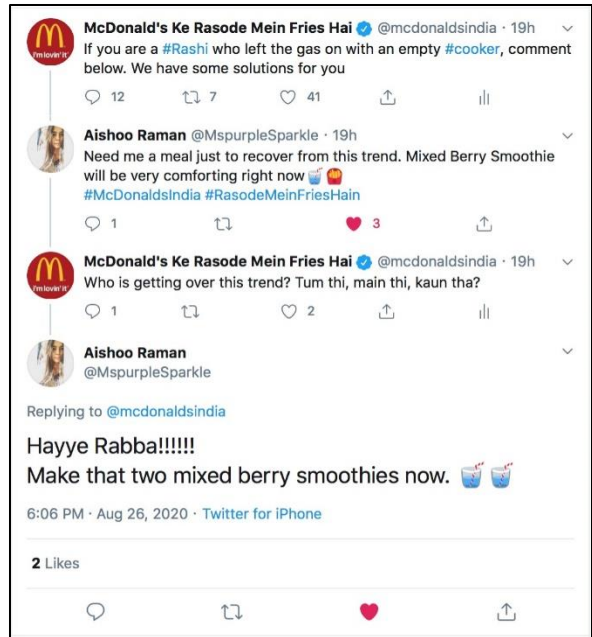 McDonald's Ke Rasode Mein Fries Hai @mcdonaldsindia · 19h
If you are a #Rashi who left the gas on with an empty #cooker, comment
below. We have some solutions for you
12 7 41
Aishoo Raman @MspurpleSparkle · 19h
Need me a meal just to recover from this trend. Mixed Berry Smoothie
will be very comforting right now🥤🍟
#McDonaldsIndia #RasodeMeinFriesHain
1 3
McDonald's Ke Rasode Mein Fries Hai @mcdonaldsindia · 19h
Who is getting over this trend? Tum thi, main thi, kaun tha?
1 2
Aishoo Raman
@MspurpleSparkle
Replying to @mcdonaldsindia
Hayye Rabba!!!!!!
Make that two mixed berry smoothies now. 🥤🥤
6:06 PM · Aug 26, 2020 · Twitter for iPhone
2 Likes